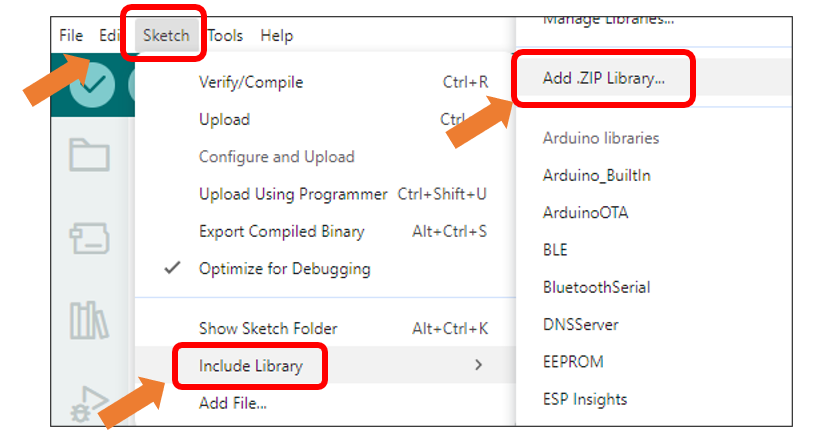 File Edi Sketch Tools Help
Verify/Compile Ctrl+R
Upload Ctrl
Configure and Upload
Upload Using Programmer Ctrl+Shift+U
Export Compiled Binary Alt+Ctrl+S
Optimize for Debugging
Show Sketch Folder Alt+Ctrl+K
Include Library
Add File...
Manage Libraries...
Add .ZIP Library...
Arduino libraries
Arduino_BuiltIn
ArduinoOTA
BLE
BluetoothSerial
DNSServer
EEPROM
ESP Insights